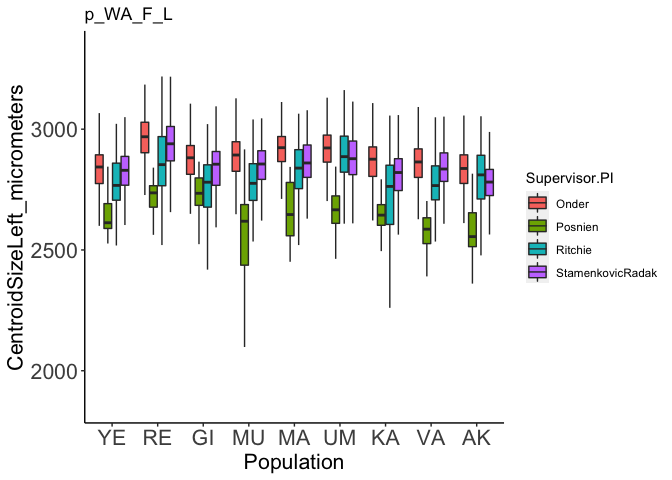 p_WA_F_L
CentroidSizeLeft_micrometers
3000
2500
2000
YE RE GI MU MA UM KA VA AK
Population
Supervisor.PI
Onder
Posnien
Ritchie
StamenkovicRadak